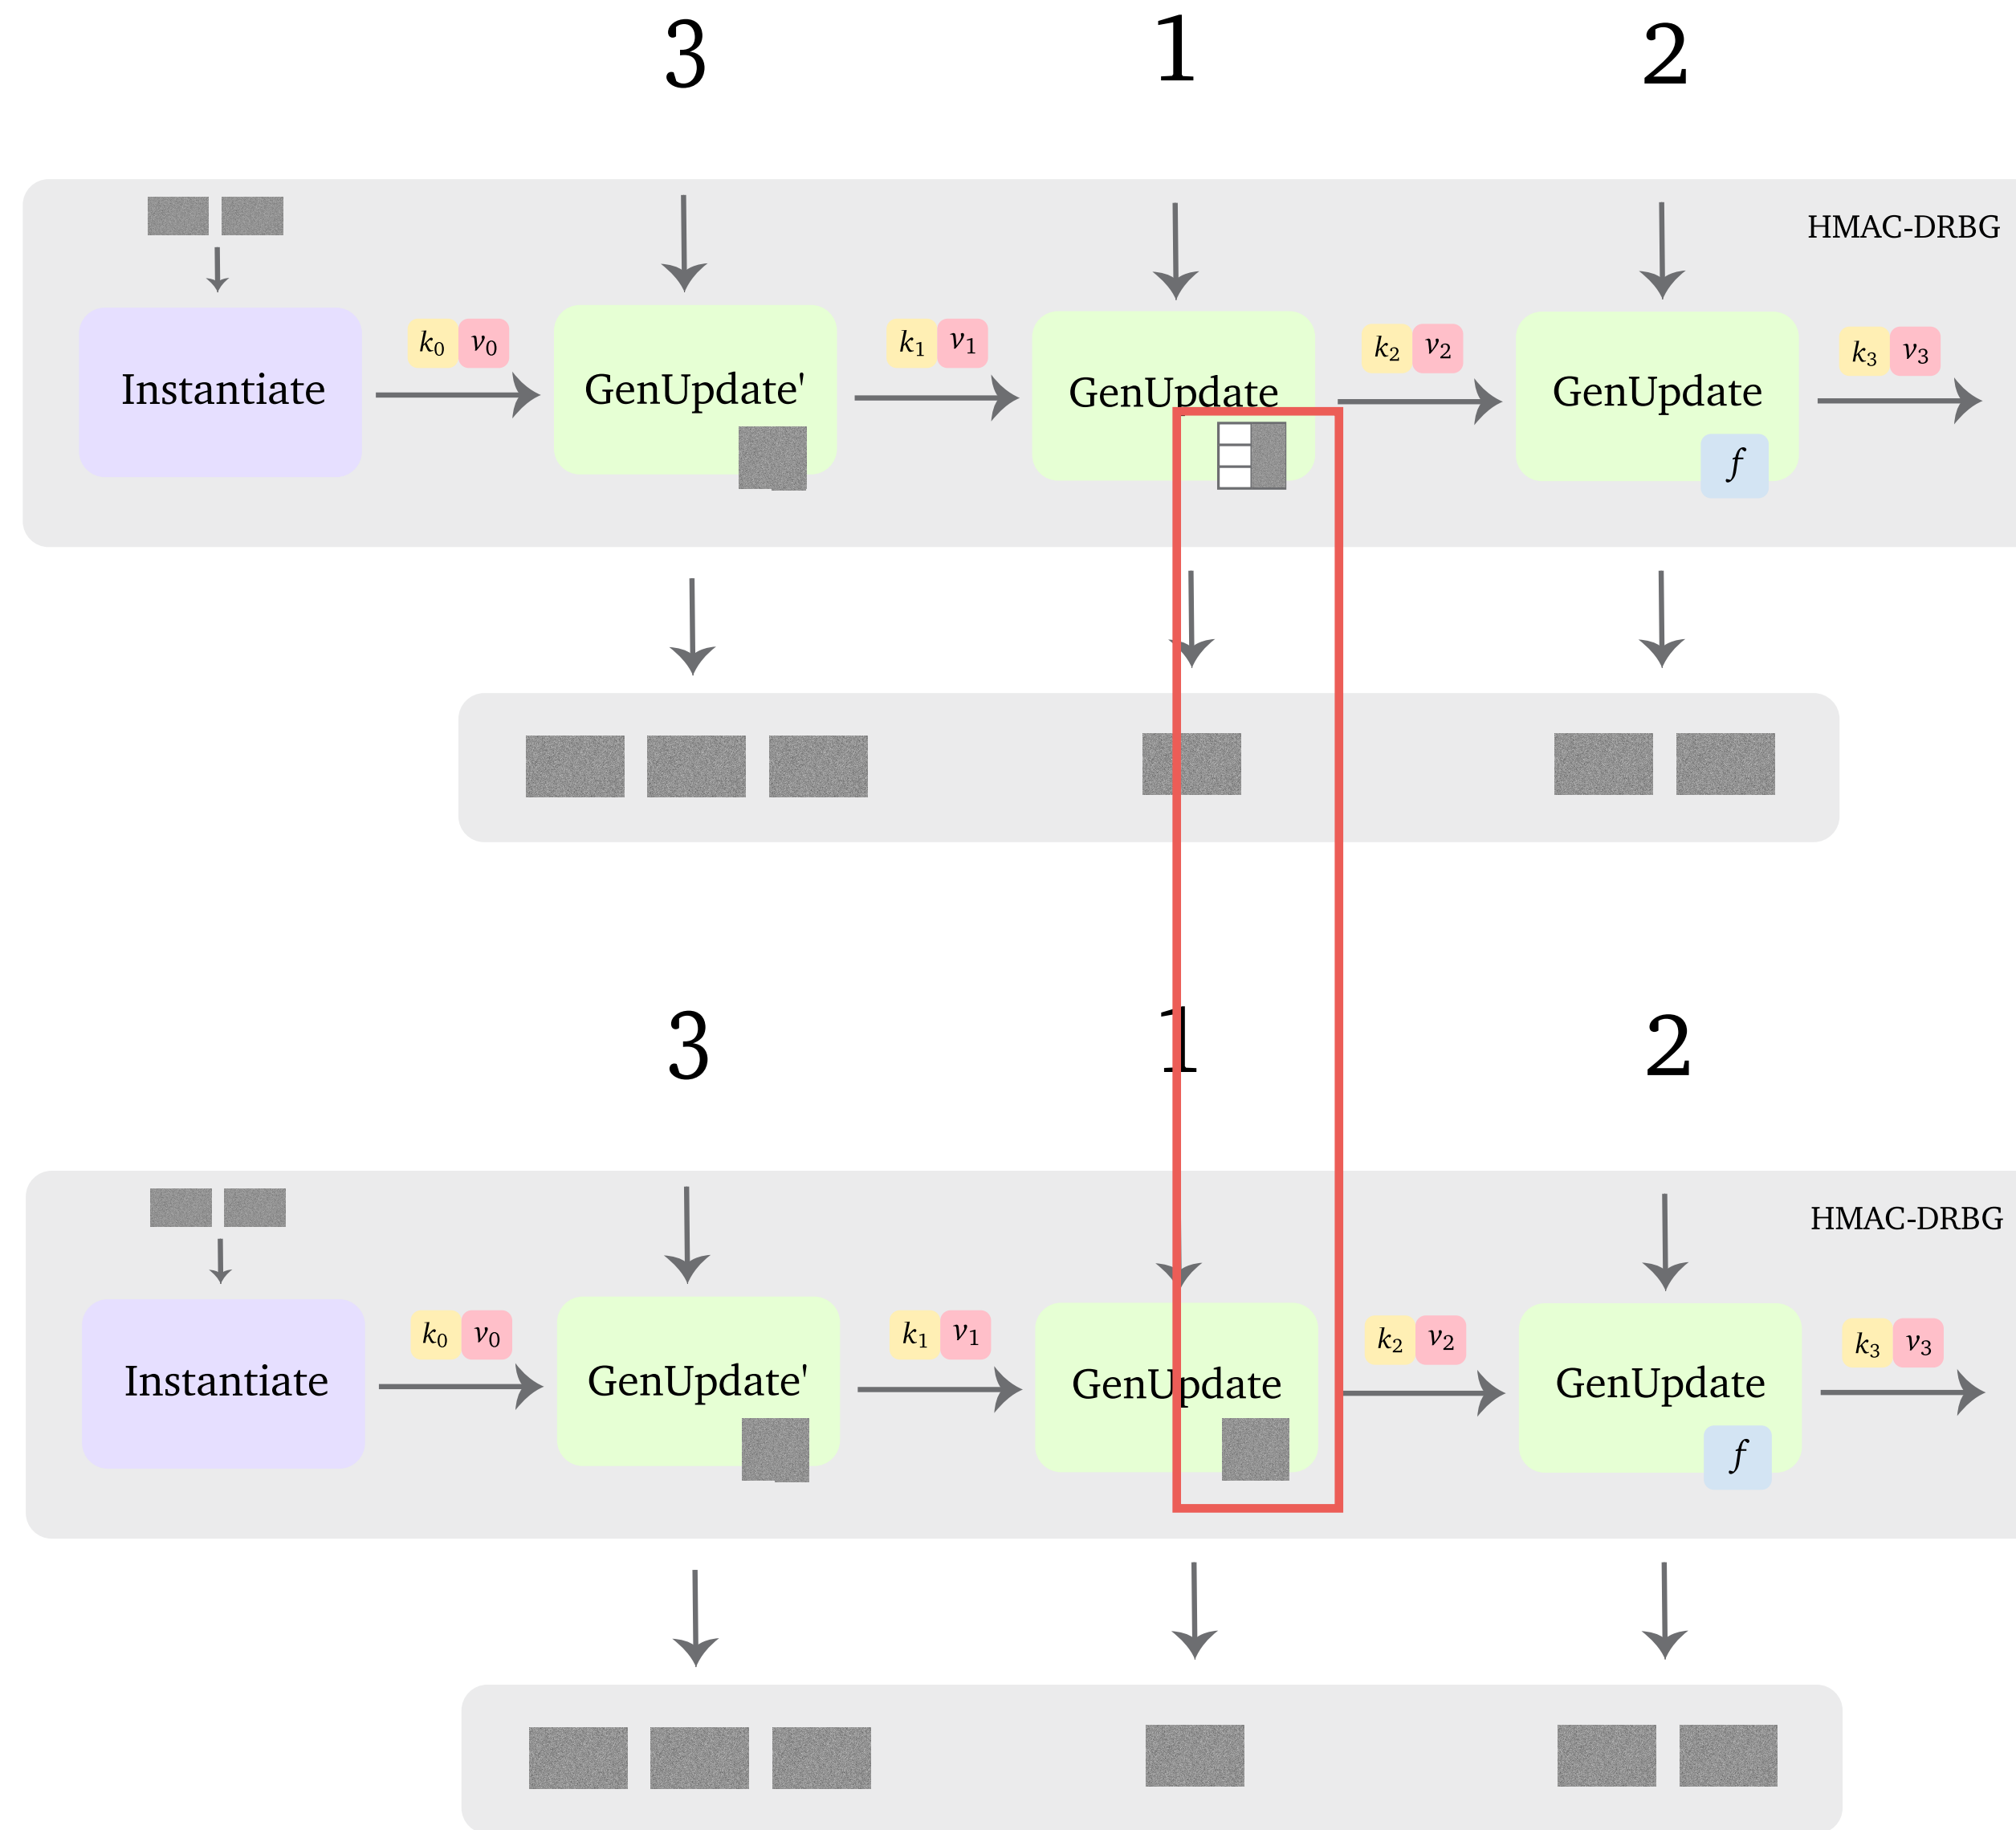 3 1 2
HMAC-DRBG
k0 v0 k1 v1 k2 v2 k3 v3
Instantiate GenUpdate' GenUpdate GenUpdate
f
3 1 2
HMAC-DRBG
k0 v0 k1 v1 k2 v2 k3 v3
Instantiate GenUpdate' GenUpdate GenUpdate
f